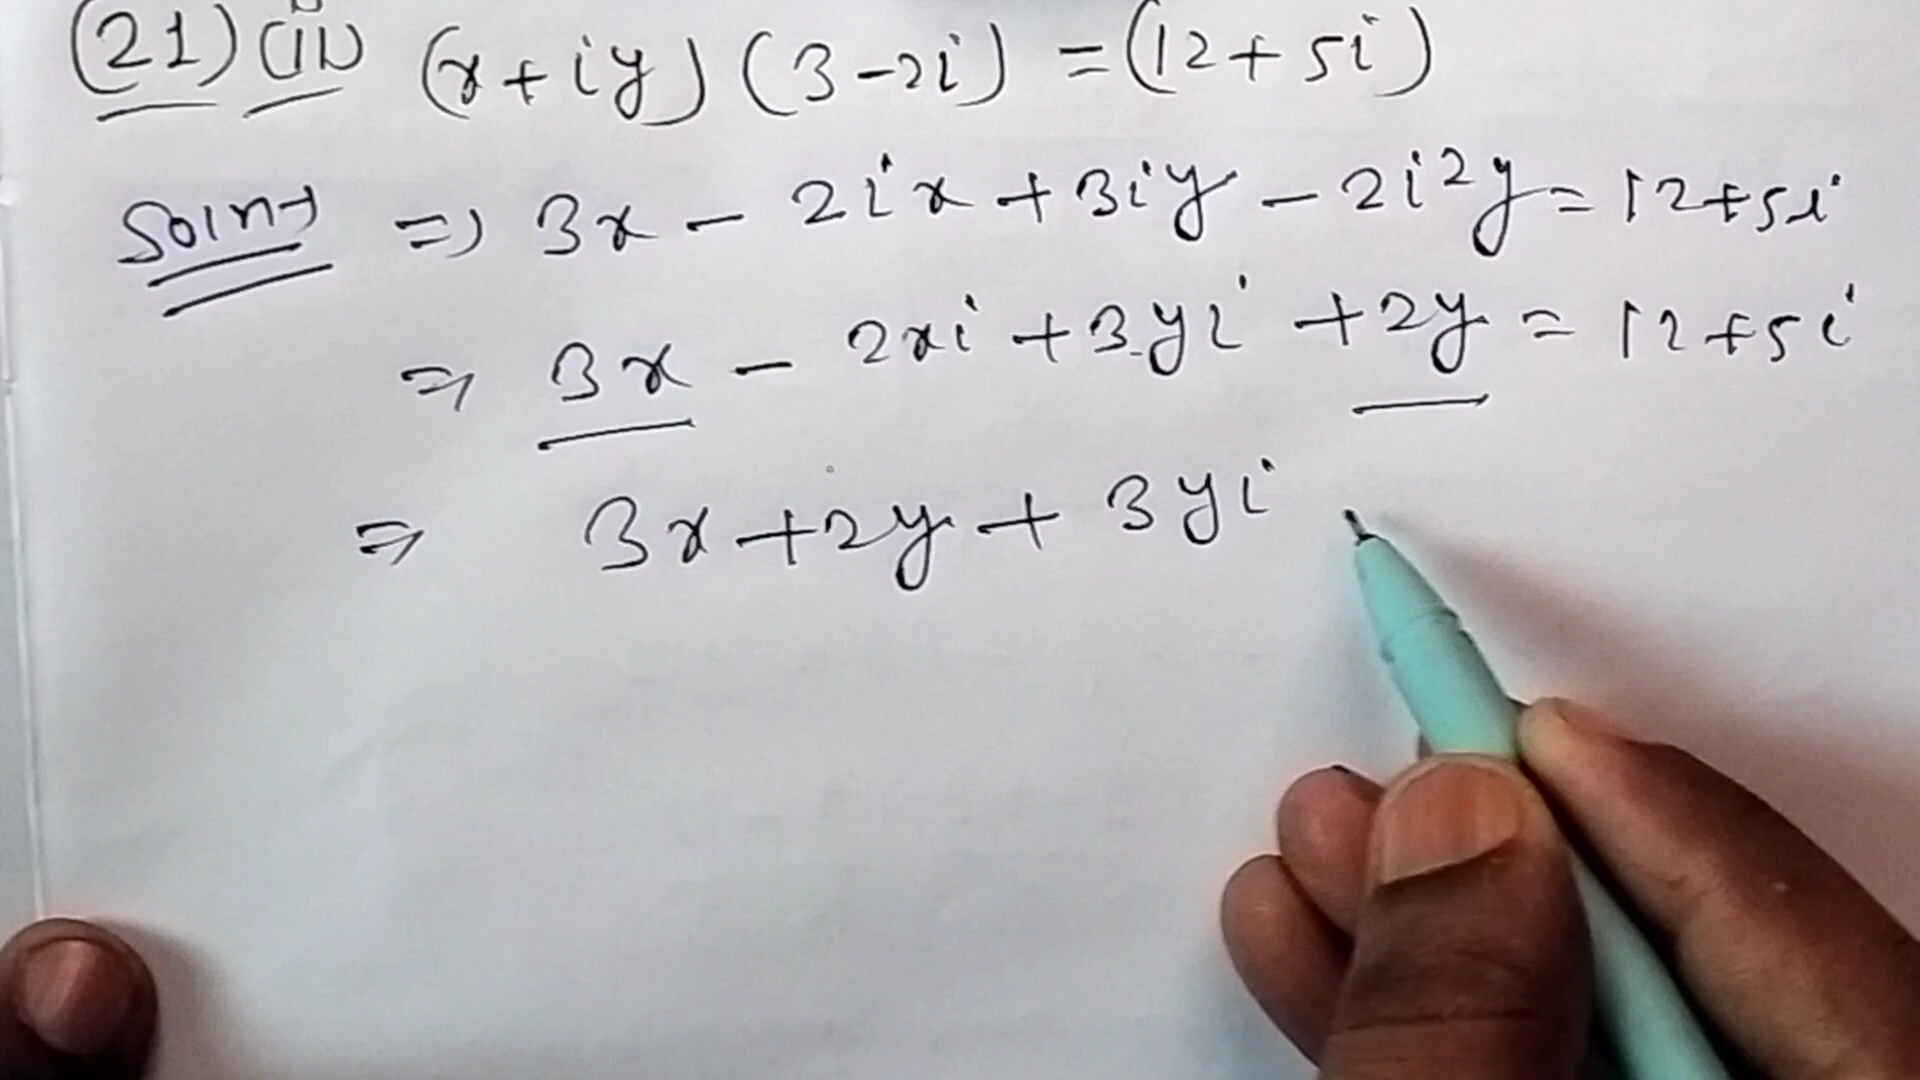 (21) (ii) (x+iy) (3-2i) = (12+5i)
Soln+ => 3x - 2ix + 3iy - 2i²y = 12+5i
=> 3x - 2xi + 3yi + 2y = 12+5i
=> 3x + 2y + 3yi